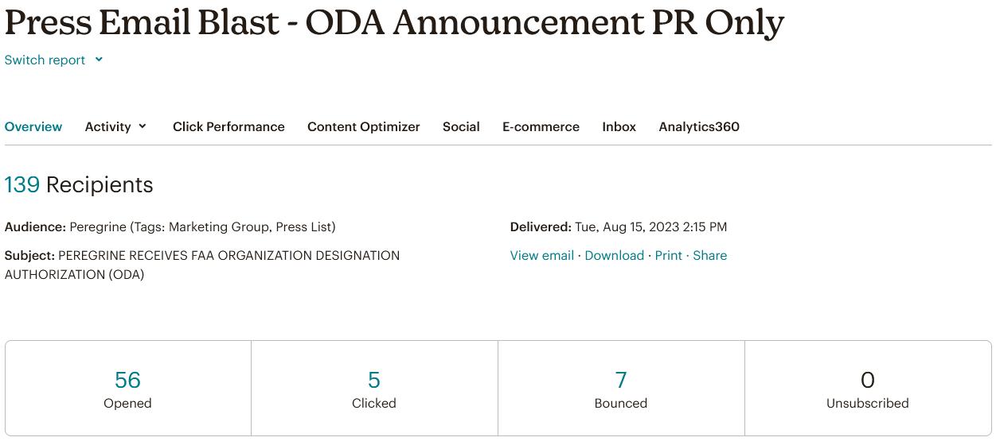 Press Email Blast - ODA Announcement PR Only
Switch report
Overview Activity Click Performance Content Optimizer Social E-commerce Inbox Analytics360
139 Recipients
Audience: Peregrine (Tags: Marketing Group, Press List)
Delivered: Tue, Aug 15, 2023 2:15 PM
Subject: PEREGRINE RECEIVES FAA ORGANIZATION DESIGNATION
AUTHORIZATION (ODA)
View email · Download · Print · Share
56
Opened
5
Clicked
7
Bounced
0
Unsubscribed